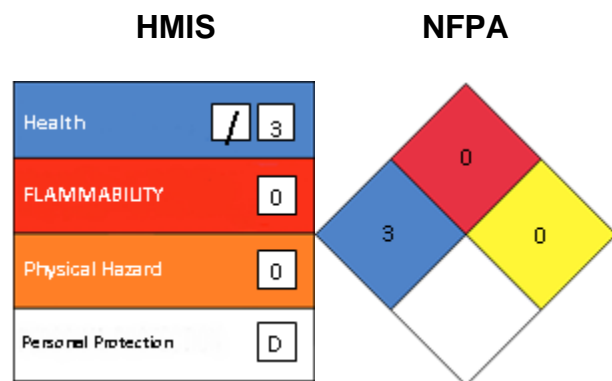 HMIS NFPA
Health / 3
FLAMMABILITY 0
Physical Hazard 0
Personal Protection D
0
3 0